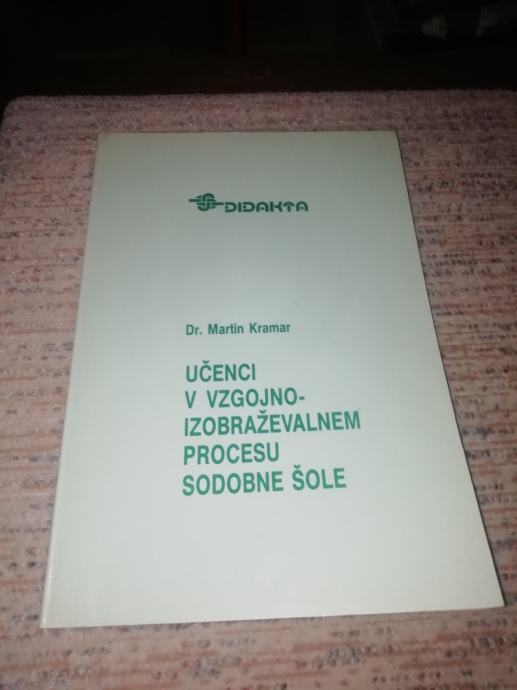 DIDAKTA
Dr. Martin Kramar
UČENCI
V VZGOJNO-
IZOBRAŽEVALNEM
PROCESU
SODOBNE ŠOLE